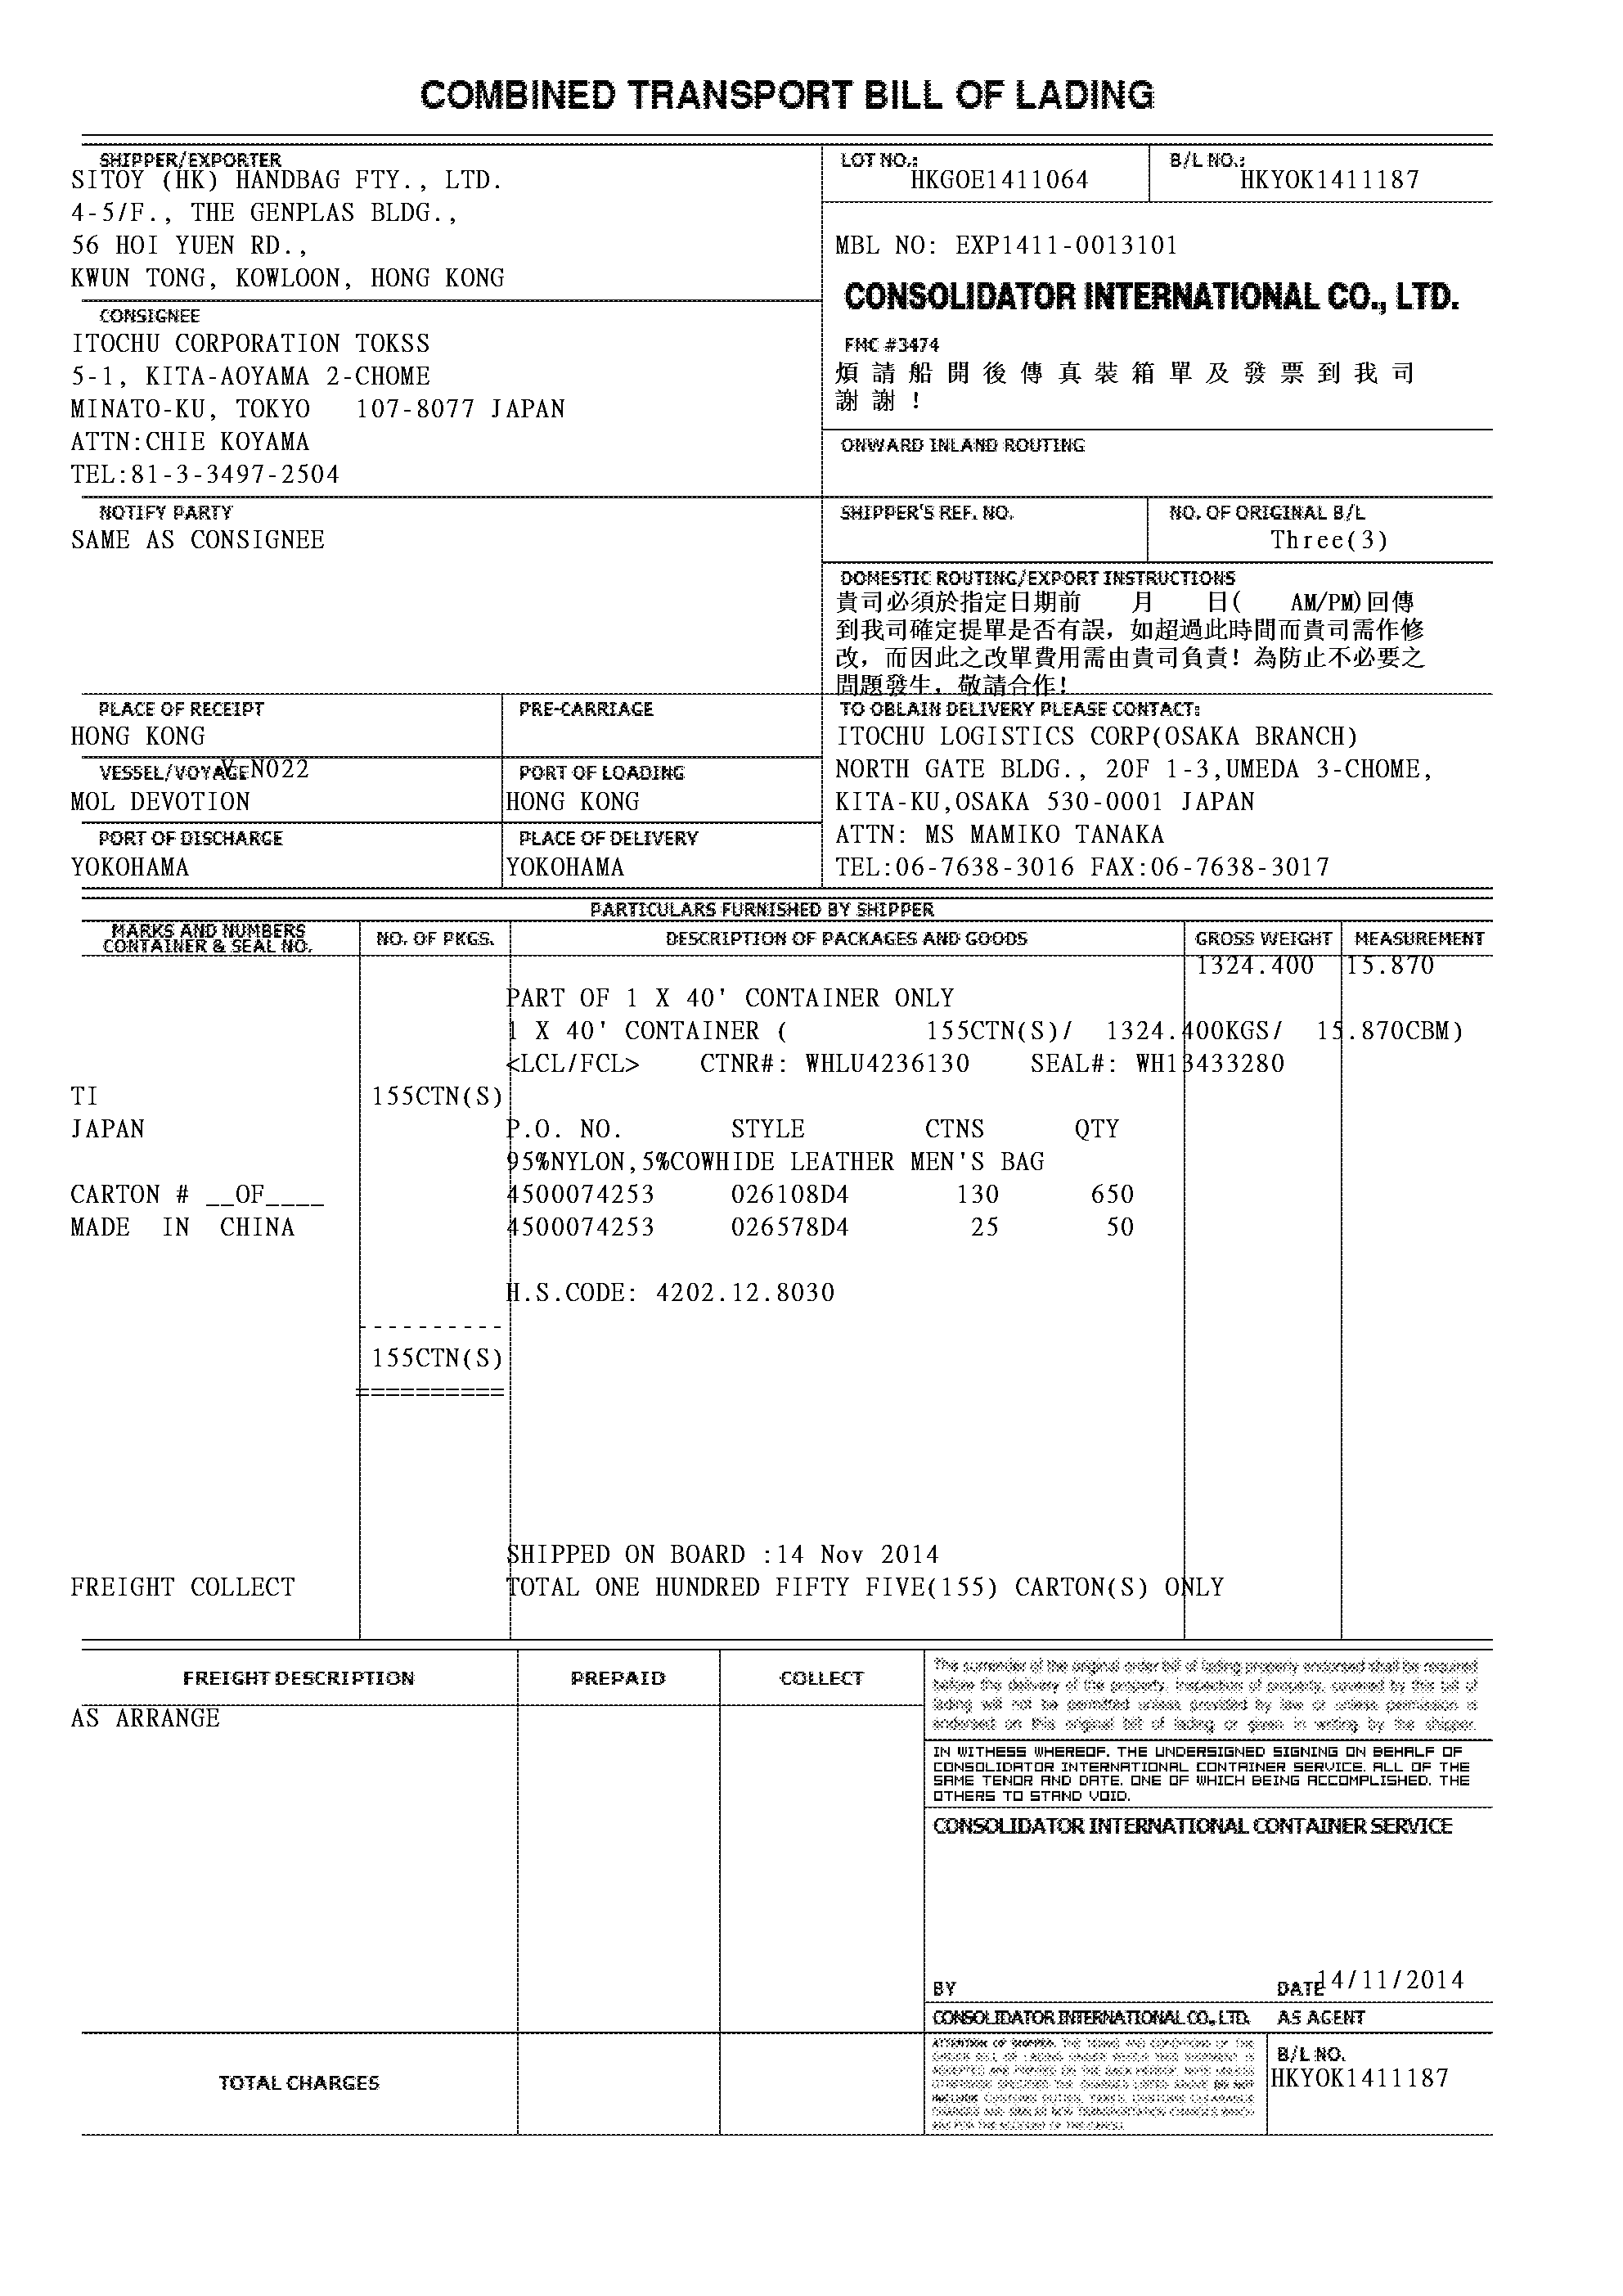 COMBINED TRANSPORT BILL OF LADING
SHIPPER/EXPORTER
SITOY (HK) HANDBAG FTY., LTD.
4-5/F., THE GENPLAS BLDG.,
56 HOI YUEN RD.,
KWUN TONG, KOWLOON, HONG KONG
LOT NO.:
HKGOE1411064
B/L NO.:
HKYOK1411187
MBL NO: EXP1411-0013101
CONSOLIDATOR INTERNATIONAL CO., LTD.
FMC #3474
煩請船開後傳真裝箱單及發票到我司
謝謝!
CONSIGNEE
ITOCHU CORPORATION TOKSS
5-1, KITA-AOYAMA 2-CHOME
MINATO-KU, TOKYO 107-8077 JAPAN
ATTN:CHIE KOYAMA
TEL:81-3-3497-2504
ONWARD INLAND ROUTING
NOTIFY PARTY
SAME AS CONSIGNEE
SHIPPER'S REF. NO.
NO. OF ORIGINAL B/L
Three(3)
DOMESTIC ROUTING/EXPORT INSTRUCTIONS
貴司必須於指定日期前 月 日( AM/PM)回傳
到我司確定提單是否有誤，如超過此時間而貴司需作修
改，而因此之改單費用需由貴司負責！為防止不必要之
問題發生，敬請合作！
PLACE OF RECEIPT
HONG KONG
PRE-CARRIAGE
VESSEL/VOYAGE V.N022
MOL DEVOTION
PORT OF LOADING
HONG KONG
PORT OF DISCHARGE
YOKOHAMA
PLACE OF DELIVERY
YOKOHAMA
TO OBLAIN DELIVERY PLEASE CONTACT:
ITOCHU LOGISTICS CORP(OSAKA BRANCH)
NORTH GATE BLDG., 20F 1-3,UMEDA 3-CHOME,
KITA-KU,OSAKA 530-0001 JAPAN
ATTN: MS MAMIKO TANAKA
TEL:06-7638-3016 FAX:06-7638-3017
PARTICULARS FURNISHED BY SHIPPER
MARKS AND NUMBERS
CONTAINER & SEAL NO.
NO. OF PKGS.
DESCRIPTION OF PACKAGES AND GOODS
GROSS WEIGHT
MEASUREMENT
1324.400 15.870
PART OF 1 X 40' CONTAINER ONLY
1 X 40' CONTAINER ( 155CTN(S)/ 1324.400KGS/ 15.870CBM)
<LCL/FCL> CTNR#: WHLU4236130 SEAL#: WH13433280
TI 155CTN(S)
JAPAN P.O. NO. STYLE CTNS QTY
95%NYLON,5%COWHIDE LEATHER MEN'S BAG
CARTON # __OF____ 4500074253 026108D4 130 650
MADE IN CHINA 4500074253 026578D4 25 50
H.S.CODE: 4202.12.8030
----------
155CTN(S)
==========
SHIPPED ON BOARD :14 Nov 2014
FREIGHT COLLECT TOTAL ONE HUNDRED FIFTY FIVE(155) CARTON(S) ONLY
FREIGHT DESCRIPTION
PREPAID
COLLECT
AS ARRANGE
The surrender of the original order bill of lading properly endorsed shall be required
before the delivery of the property. Inspection of property covered by the bill of
lading will not be permitted unless provided by law or unless permission is
endorsed on this original bill of lading or given in writing by the shipper.
IN WITHESS WHEREOF, THE UNDERSIGNED SIGNING ON BEHALF OF
CONSOLIDATOR INTERNATIONAL CONTAINER SERVICE. ALL OF THE
SAME TENOR AND DATE. ONE OF WHICH BEING ACCOMPLISHED, THE
OTHERS TO STAND VOID.
CONSOLIDATOR INTERNATIONAL CONTAINER SERVICE
BY
DATE 14/11/2014
CONSOLIDATOR INTERNATIONAL CO., LTD. AS AGENT
TOTAL CHARGES
B/L NO.
HKYOK1411187